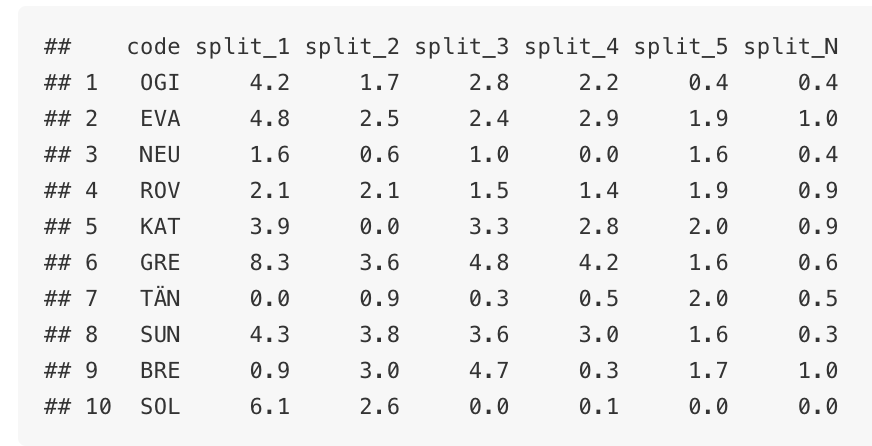 ##    code split_1 split_2 split_3 split_4 split_5 split_N
## 1   OGI     4.2     1.7     2.8     2.2     0.4     0.4
## 2   EVA     4.8     2.5     2.4     2.9     1.9     1.0
## 3   NEU     1.6     0.6     1.0     0.0     1.6     0.4
## 4   ROV     2.1     2.1     1.5     1.4     1.9     0.9
## 5   KAT     3.9     0.0     3.3     2.8     2.0     0.9
## 6   GRE     8.3     3.6     4.8     4.2     1.6     0.6
## 7   TÄN     0.0     0.9     0.3     0.5     2.0     0.5
## 8   SUN     4.3     3.8     3.6     3.0     1.6     0.3
## 9   BRE     0.9     3.0     4.7     0.3     1.7     1.0
## 10  SOL     6.1     2.6     0.0     0.1     0.0     0.0